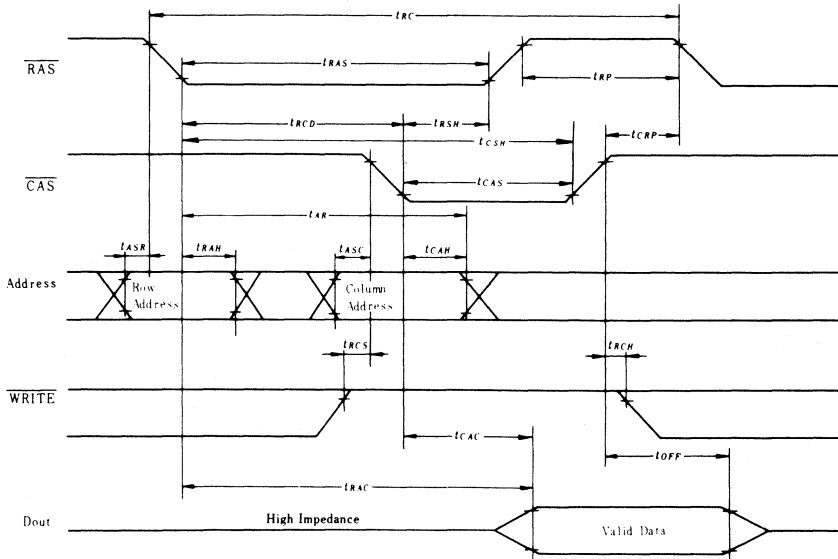 tRC
RAS
tRAS
tRP
tRCD
tRSH
tCSH
tCRP
CAS
tCAS
tAR
tASR
tRAH
tASC
tCAH
Address
Row
Address
Column
Address
tRCS
tRCH
WRITE
tCAC
tOFF
tRAC
Dout
High Impedance
Valid Data